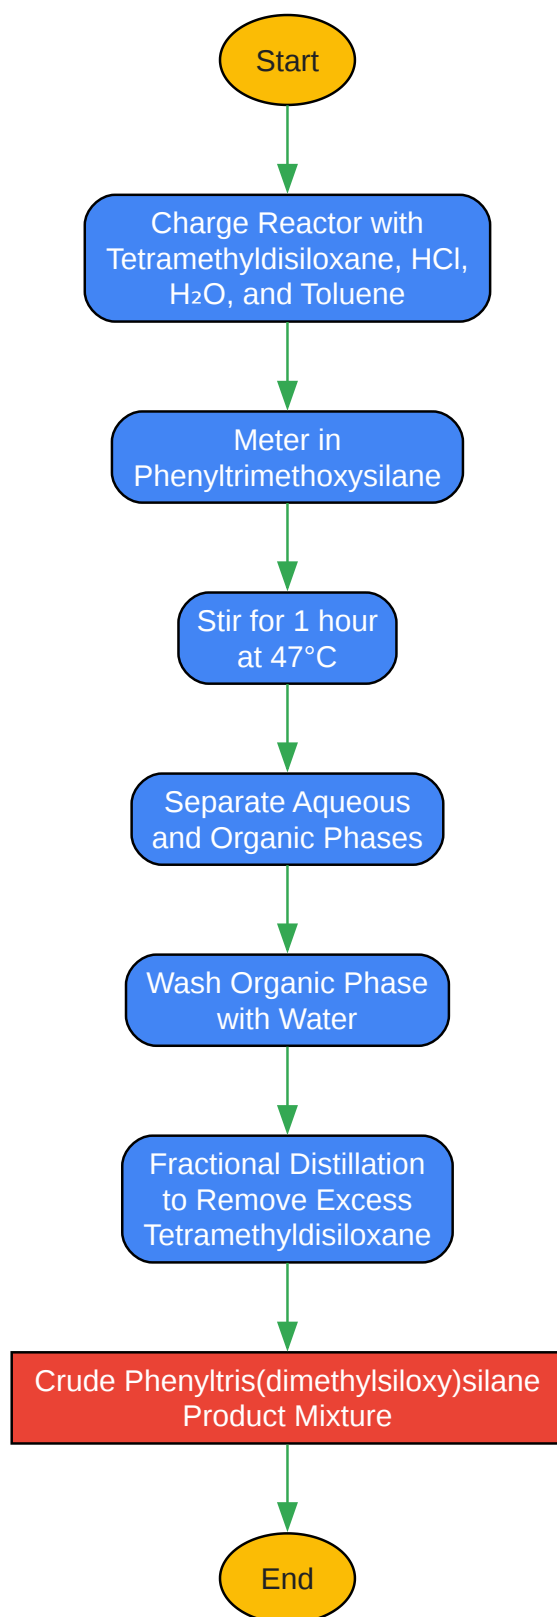 Start
Charge Reactor with
Tetramethyldisiloxane, HCl,
H₂O, and Toluene
Meter in
Phenyltrimethoxysilane
Stir for 1 hour
at 47°C
Separate Aqueous
and Organic Phases
Wash Organic Phase
with Water
Fractional Distillation
to Remove Excess
Tetramethyldisiloxane
Crude Phenyltris(dimethylsiloxy)silane
Product Mixture
End